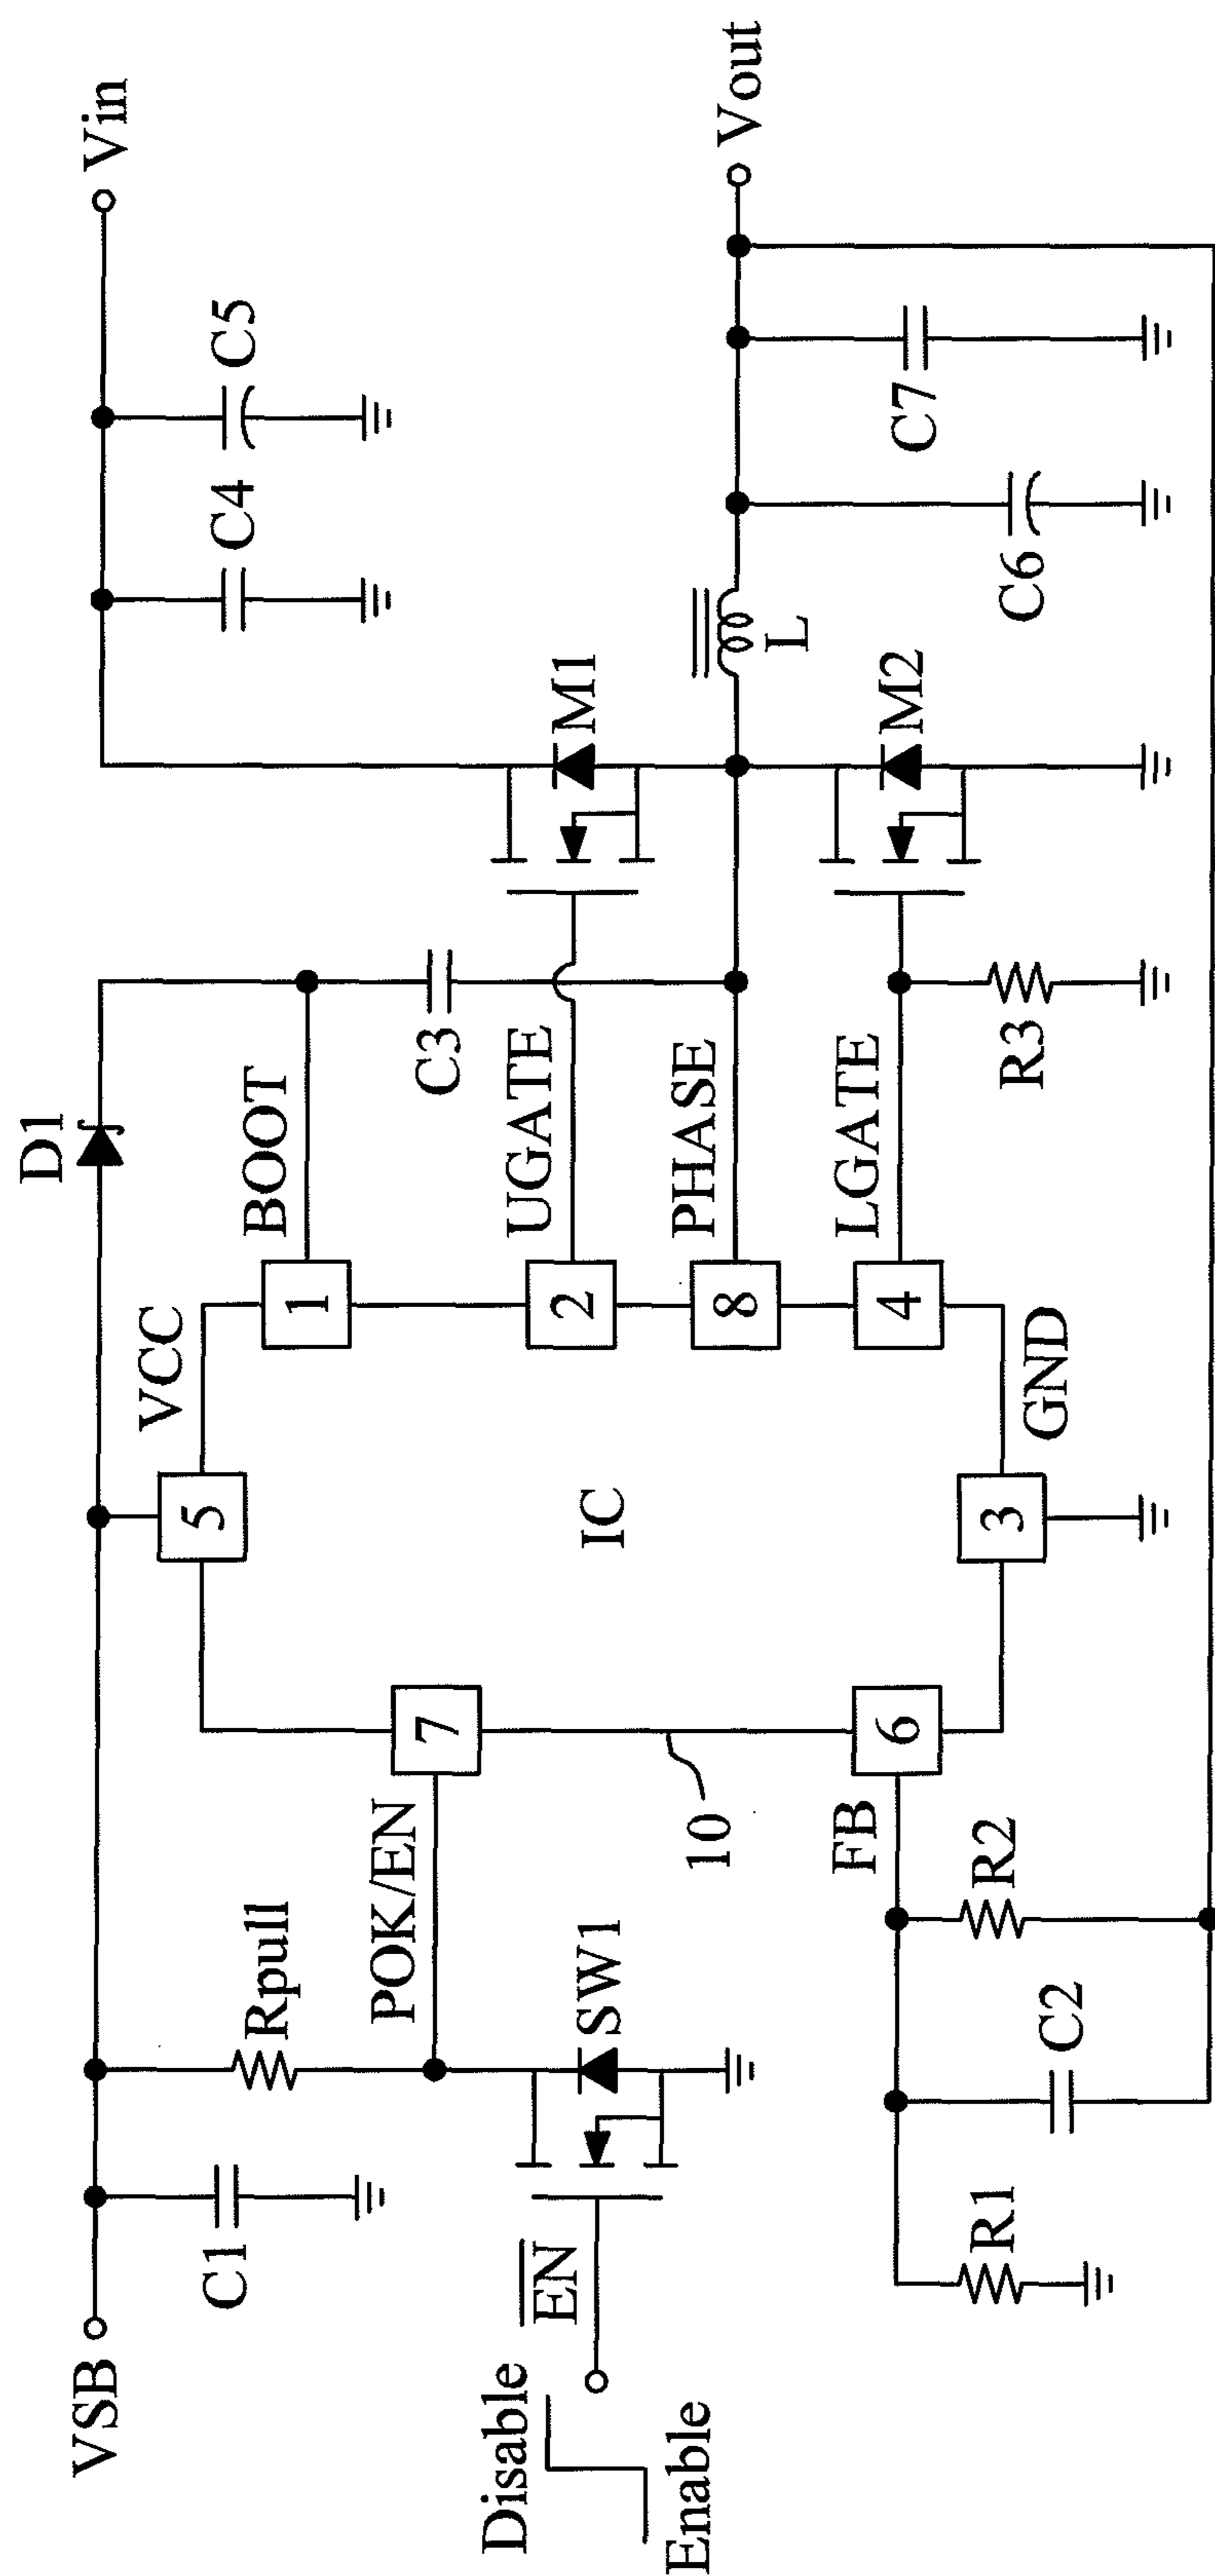 VSB
C1
Rpull
D1
Vin
C4
C5
VCC
5
BOOT
1
C3
UGATE
2
M1
POK/EN
7
IC
PHASE
8
L
Vout
Disable
EN
Enable
SW1
10
LGATE
4
M2
C6
C7
FB
6
R1
C2
R2
3
GND
R3